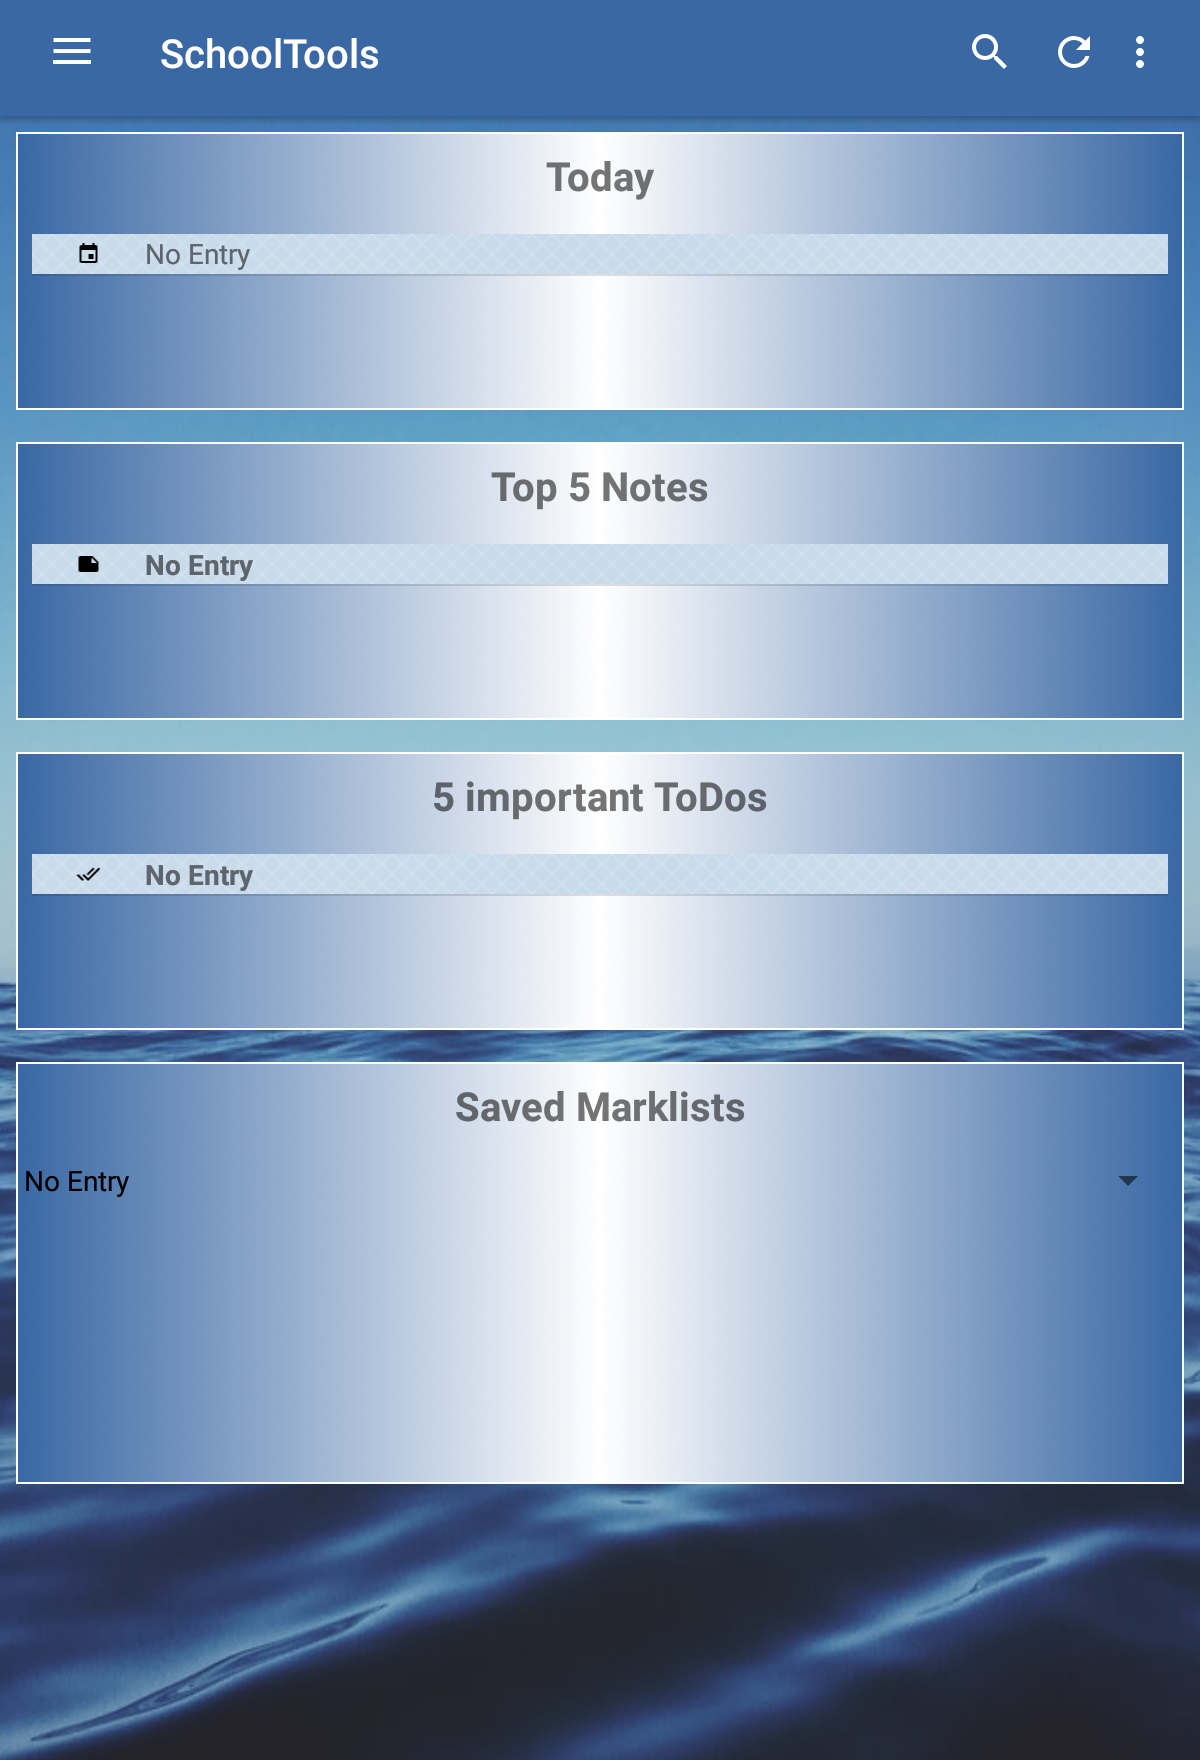 SchoolTools
Today
No Entry
Top 5 Notes
No Entry
5 important ToDos
No Entry
Saved Marklists
No Entry